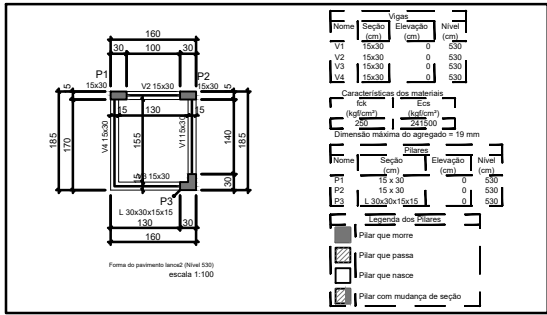 160
30 100 30
P1 P2
15x30 V2 15x30 15x30
5 15 130 15 5
185 170 V4 15x30 155 V1 15x30 140 185
15x30
15
P3 30
L 30x30x15x15
130 30
160
Forma do pavimento lance2 (Nível 530)
escala 1:100
Vigas
Nome Seção Elevação Nível
(cm) (cm) (cm)
V1 15x30 0 530
V2 15x30 0 530
V3 15x30 0 530
V4 15x30 0 530
Características dos materiais
fck Ecs
(kgf/cm²) (kgf/cm²)
250 241500
Dimensão máxima do agregado = 19 mm
Pilares
Nome Seção Elevação Nível
(cm) (cm) (cm)
P1 15 x 30 0 530
P2 15 x 30 0 530
P3 L 30x30x15x15 0 530
Legenda dos Pilares
Pilar que morre
Pilar que passa
Pilar que nasce
Pilar com mudança de seção